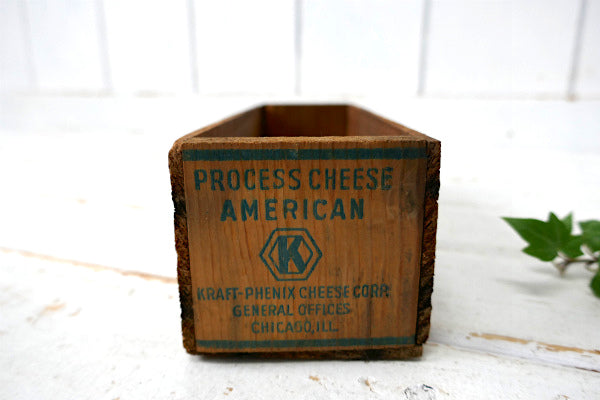 PROCESS CHEESE
AMERICAN
K
KRAFT-PHENIX CHEESE CORP.
GENERAL OFFICES
CHICAGO, ILL.